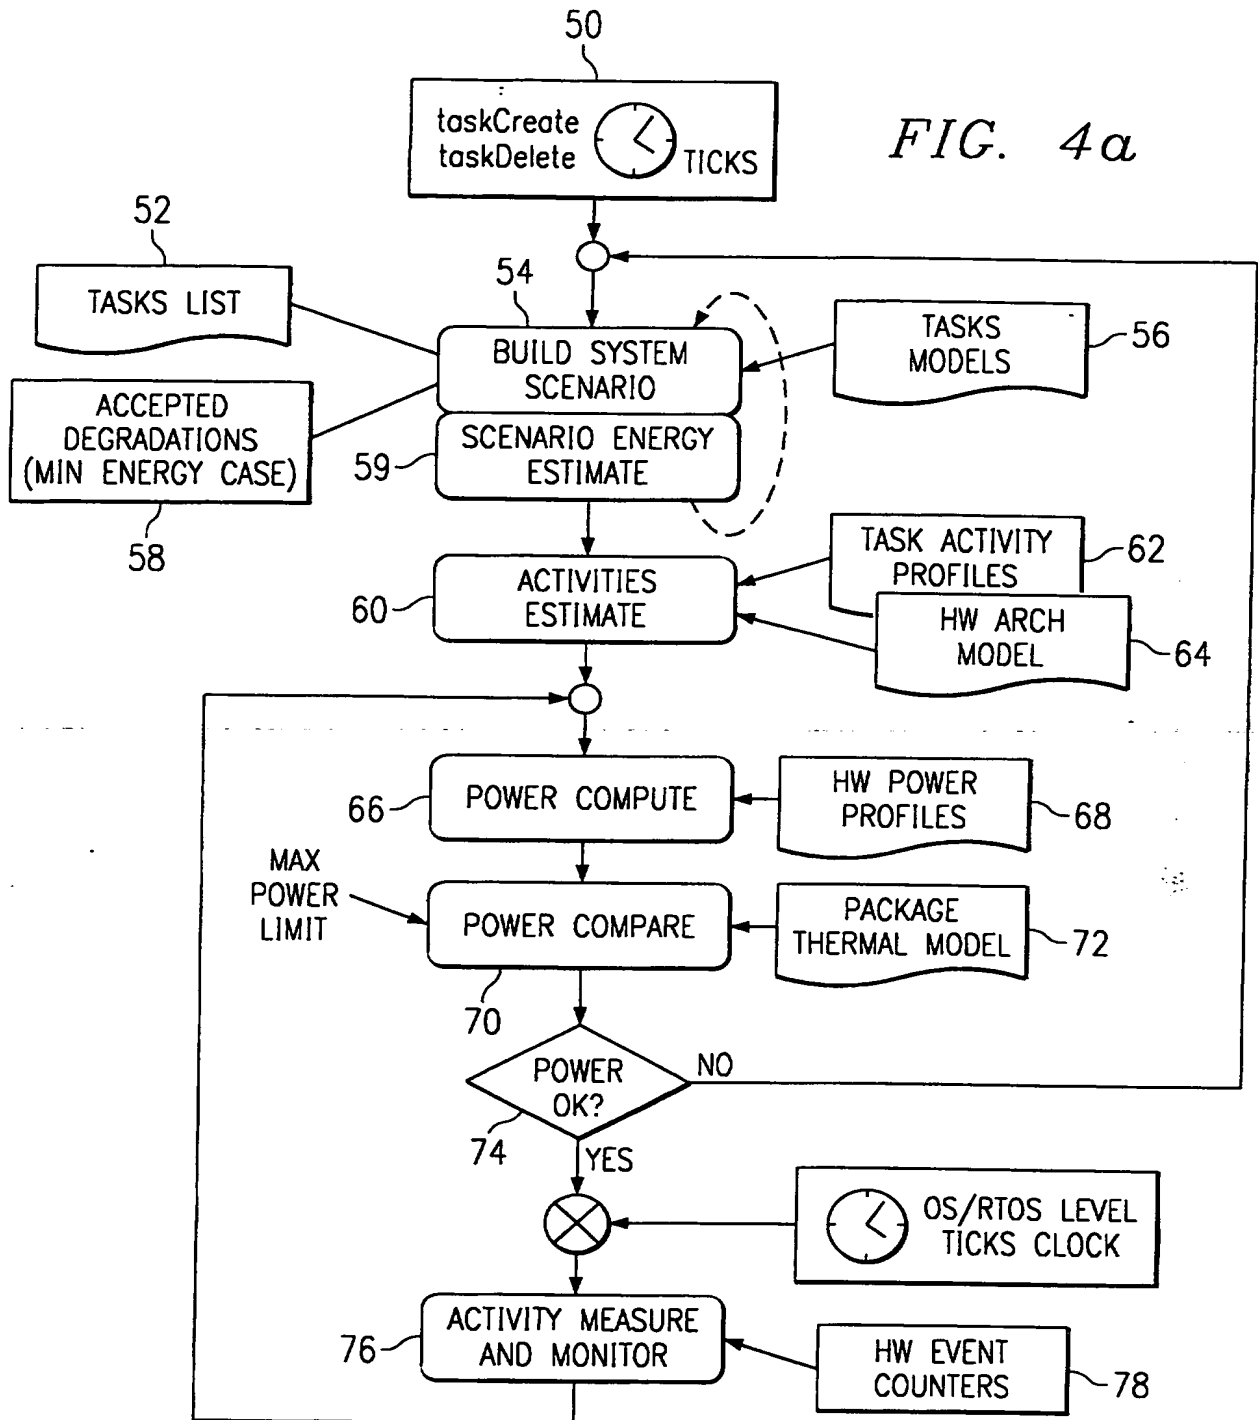 50
taskCreate
taskDelete
TICKS
FIG. 4a
52
TASKS LIST
54
BUILD SYSTEM
SCENARIO
TASKS
MODELS
56
ACCEPTED
DEGRADATIONS
(MIN ENERGY CASE)
58
59
SCENARIO ENERGY
ESTIMATE
60
ACTIVITIES
ESTIMATE
TASK ACTIVITY
PROFILES
62
HW ARCH
MODEL
64
66
POWER COMPUTE
HW POWER
PROFILES
68
MAX
POWER
LIMIT
POWER COMPARE
70
PACKAGE
THERMAL MODEL
72
POWER
OK?
74
NO
YES
OS/RTOS LEVEL
TICKS CLOCK
76
ACTIVITY MEASURE
AND MONITOR
HW EVENT
COUNTERS
78